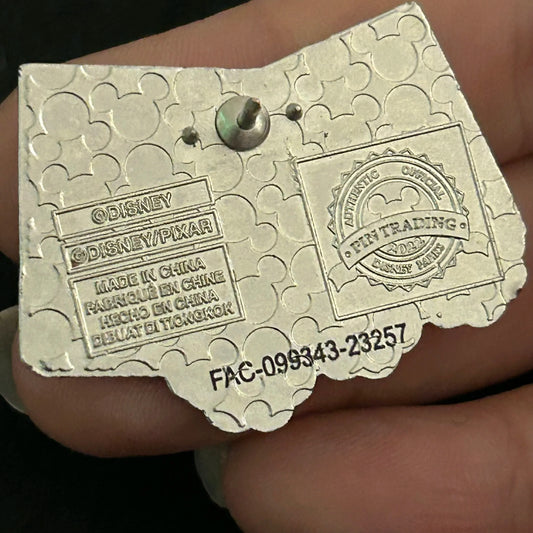 ©DISNEY
©DISNEY/PIXAR
MADE IN CHINA
FABRIQUÉ EN CHINE
HECHO EN CHINA
DIBUAT DI TIONGKOK
AUTHENTIC OFFICIAL
• PIN TRADING •
2022
DISNEY PARKS
FAC-099343-23257